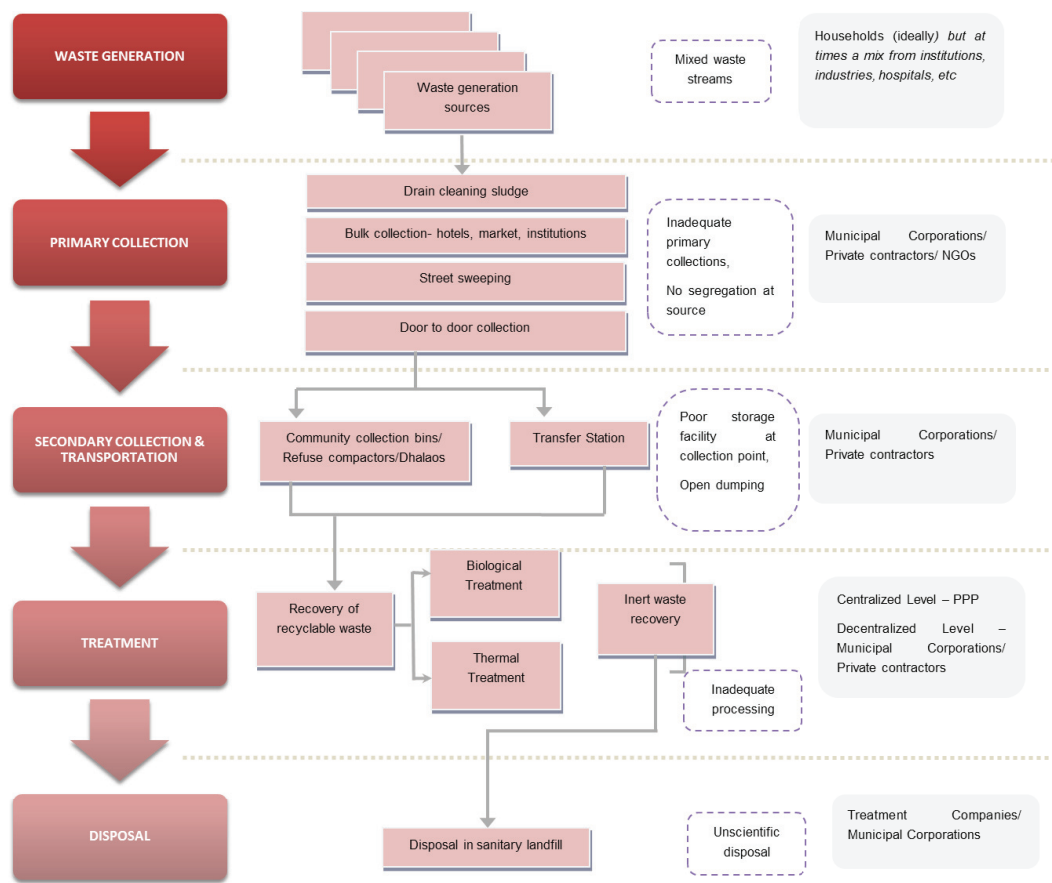 WASTE GENERATION
Waste generation
sources
Mixed waste
streams
Households (ideally) but at
times a mix from institutions,
industries, hospitals, etc
PRIMARY COLLECTION
Drain cleaning sludge
Bulk collection- hotels, market, institutions
Street sweeping
Door to door collection
Inadequate
primary
collections,
No segregation at
source
Municipal Corporations/
Private contractors/ NGOs
SECONDARY COLLECTION &
TRANSPORTATION
Community collection bins/
Refuse compactors/Dhalaos
Transfer Station
Poor storage
facility at
collection point,
Open dumping
Municipal Corporations/
Private contractors
TREATMENT
Recovery of
recyclable waste
Biological
Treatment
Thermal
Treatment
Inert waste
recovery
Inadequate
processing
Centralized Level – PPP
Decentralized Level –
Municipal Corporations/
Private contractors
DISPOSAL
Disposal in sanitary landfill
Unscientific
disposal
Treatment Companies/
Municipal Corporations